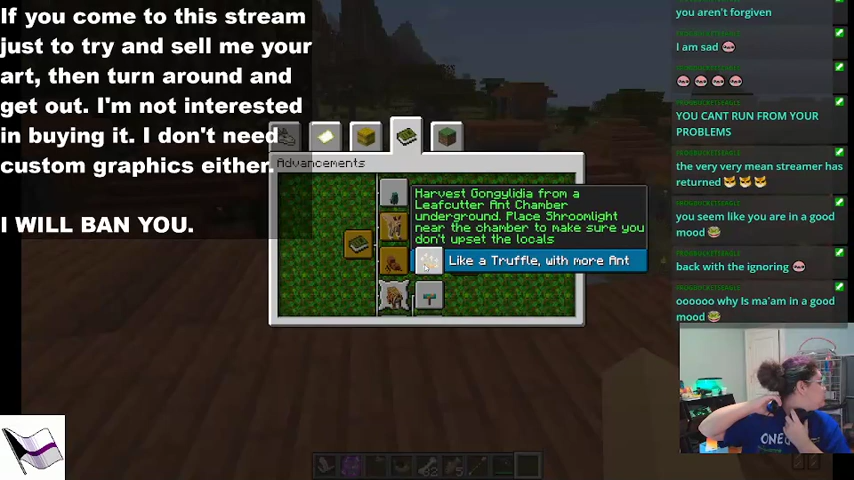 If you come to this stream
just to try and sell me your
art, then turn around and
get out. I'm not interested
in buying it. I don't need
custom graphics either.
I WILL BAN YOU.
Advancements
Harvest Gongylidia from a
Leafcutter Ant Chamber
underground. Place Shroomlight
near the chamber to make sure you
don't upset the locals
Like a Truffle, with more Ant
you aren't forgiven
I am sad
YOU CANT RUN FROM YOUR
PROBLEMS
the very very mean streamer has
returned
you seem like you are in a good
mood
back with the ignoring
ooooooo why Is ma'am in a good
mood